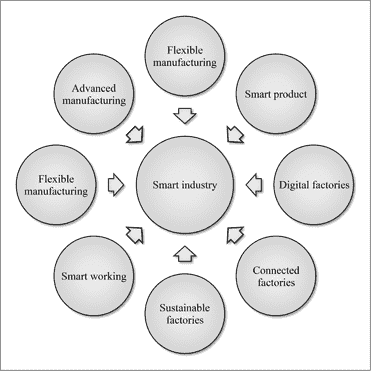 Flexible
manufacturing
Advanced
manufacturing
Smart product
Flexible
manufacturing
Smart industry
Digital factories
Smart working
Connected
factories
Sustainable
factories